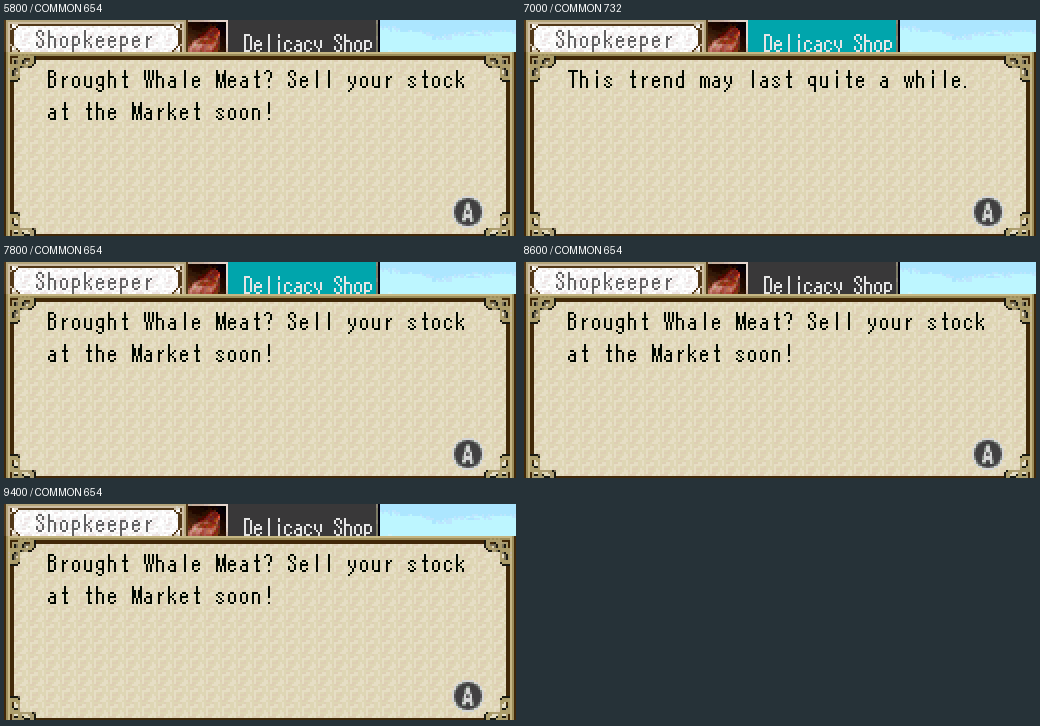 5800 / COMMON 654
Shopkeeper
Delicacy Shop
Brought Whale Meat? Sell your stock
at the Market soon!
A
7000 / COMMON 732
Shopkeeper
Delicacy Shop
This trend may last quite a while.
A
7800 / COMMON 654
Shopkeeper
Delicacy Shop
Brought Whale Meat? Sell your stock
at the Market soon!
A
8600 / COMMON 654
Shopkeeper
Delicacy Shop
Brought Whale Meat? Sell your stock
at the Market soon!
A
9400 / COMMON 654
Shopkeeper
Delicacy Shop
Brought Whale Meat? Sell your stock
at the Market soon!
A